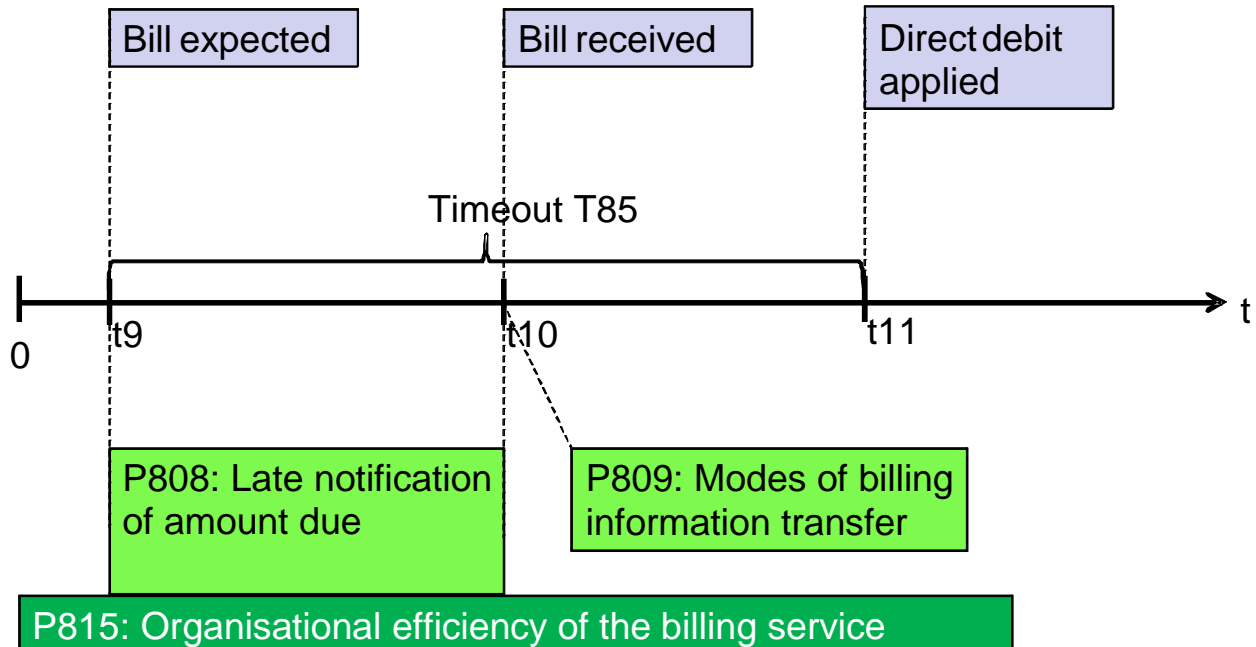 Bill expected
Bill received
Direct debit
applied
Timeout T85
t
0
t9
t10
t11
P808: Late notification
of amount due
P809: Modes of billing
information transfer
P815: Organisational efficiency of the billing service